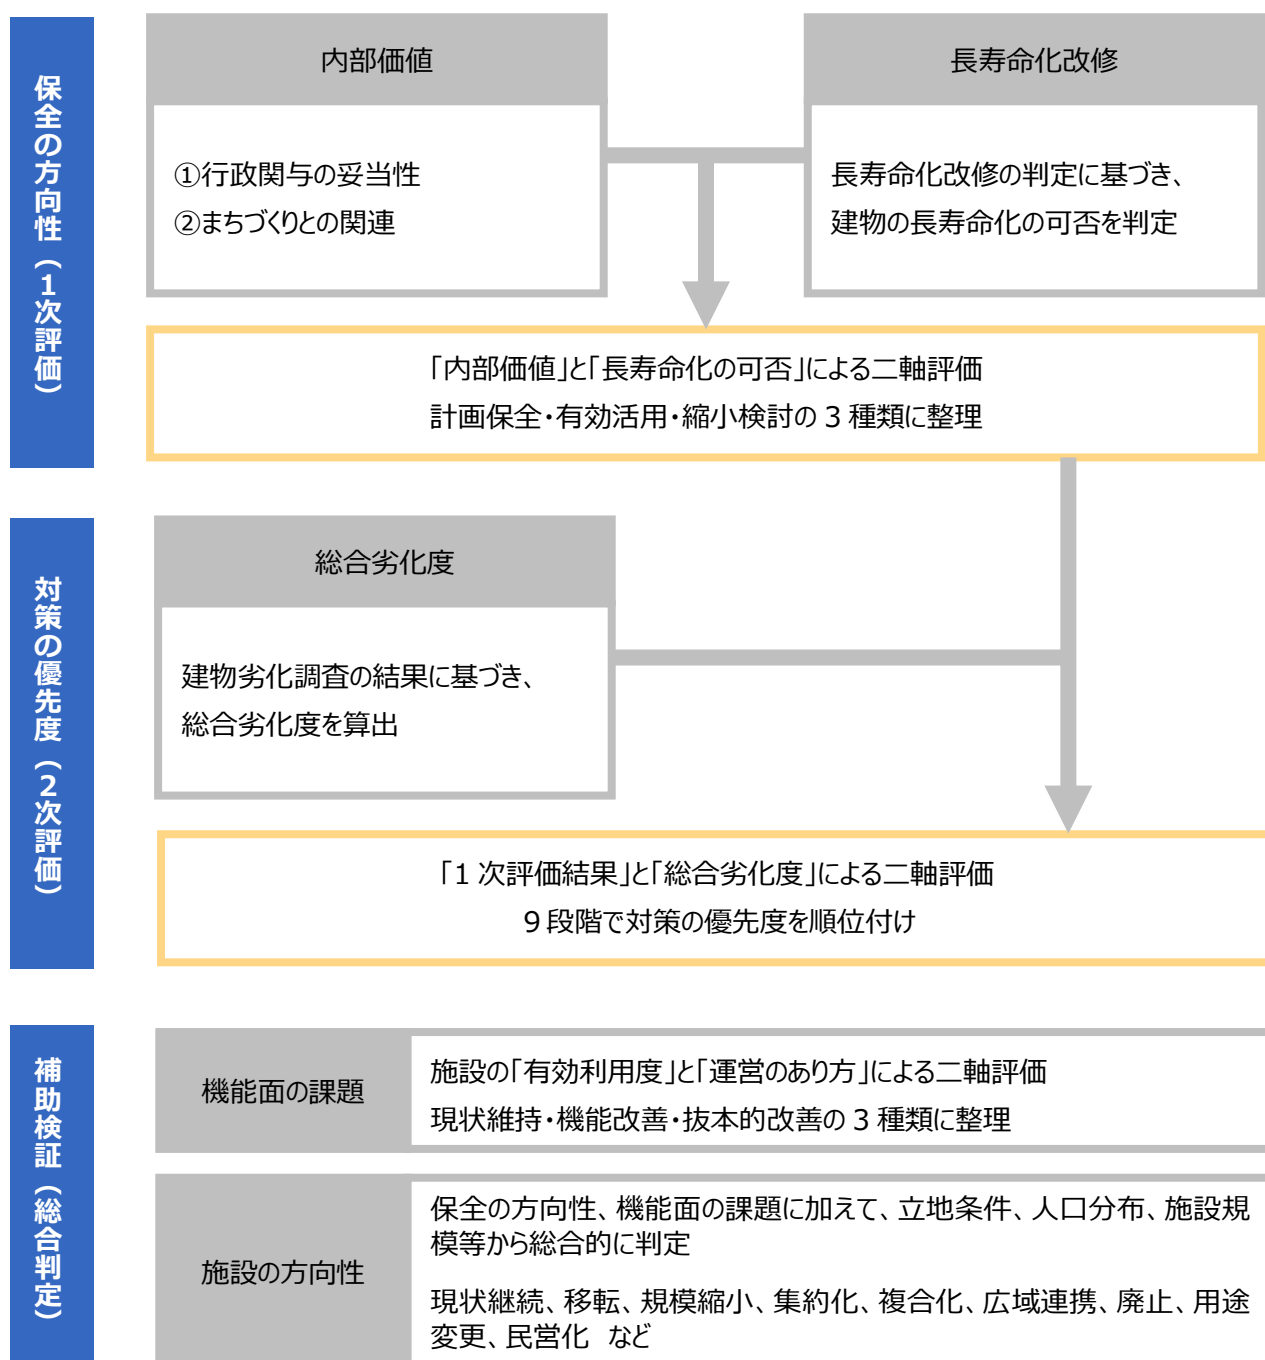 保全の方向性（1次評価）
内部価値
①行政関与の妥当性
②まちづくりとの関連
長寿命化改修
長寿命化改修の判定に基づき、
建物の長寿命化の可否を判定
「内部価値」と「長寿命化の可否」による二軸評価
計画保全・有効活用・縮小検討の3種類に整理
対策の優先度（2次評価）
総合劣化度
建物劣化調査の結果に基づき、
総合劣化度を算出
「1次評価結果」と「総合劣化度」による二軸評価
9段階で対策の優先度を順位付け
補助検証（総合判定）
機能面の課題
施設の「有効利用度」と「運営のあり方」による二軸評価
現状維持・機能改善・抜本的改善の3種類に整理
施設の方向性
保全の方向性、機能面の課題に加えて、立地条件、人口分布、施設規
模等から総合的に判定
現状継続、移転、規模縮小、集約化、複合化、広域連携、廃止、用途
変更、民営化　など